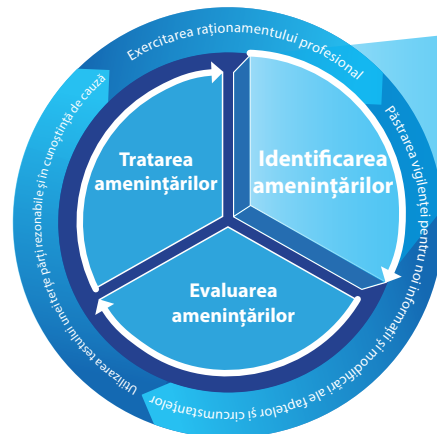 Exercitarea raționamentului profesional
Păstrarea vigilenței pentru noi informații și modificări ale faptelor și circumstanțelor
Utilizarea testului unei terțe părți rezonabile și în cunoștință de cauză
Identificarea
amenințărilor
Evaluarea
amenințărilor
Tratarea
amenințărilor